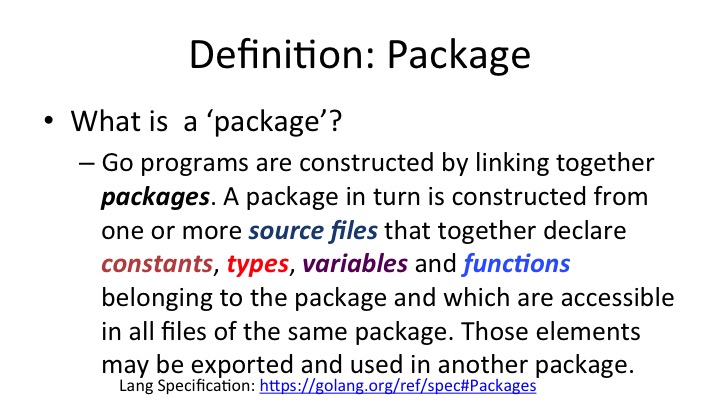 Definition: Package
• What is  a ‘package’?
– Go programs are constructed by linking together
packages. A package in turn is constructed from
one or more source files that together declare
constants, types, variables and functions
belonging to the package and which are accessible
in all files of the same package. Those elements
may be exported and used in another package.
Lang Specification: https://golang.org/ref/spec#Packages